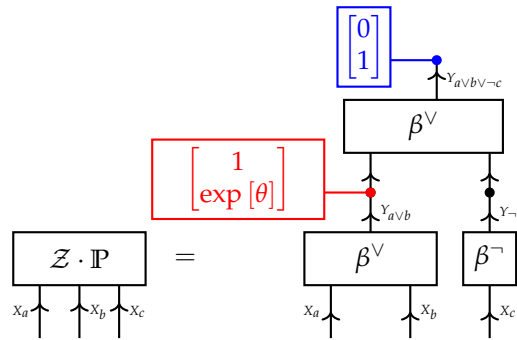 [0
1]
Y_{a∨b∨¬c}
β^∨
[1
exp [θ]]
Y_{a∨b}
Y_¬
𝒵 · ℙ
=
β^∨
β^¬
X_a
X_b
X_c
X_a
X_b
X_c